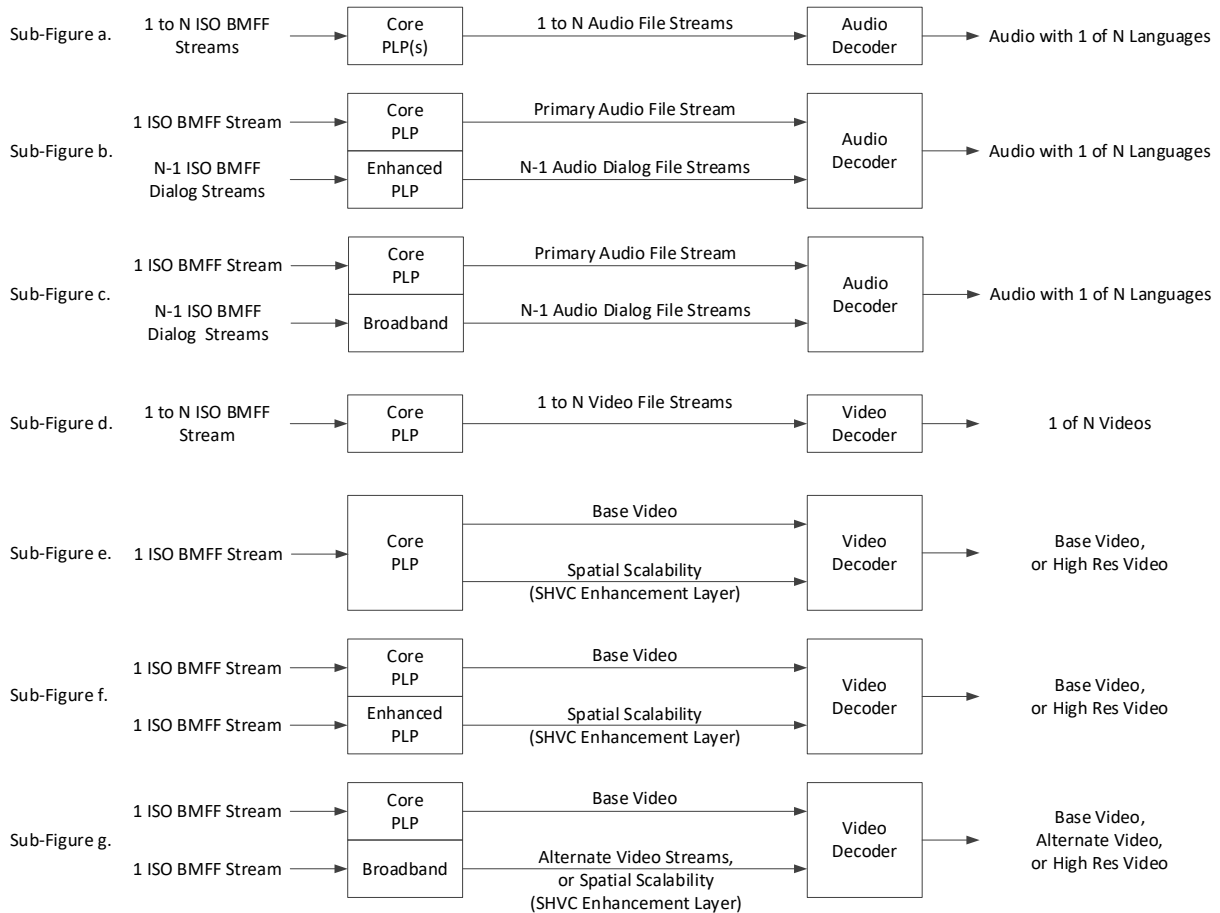 Sub-Figure a.
1 to N ISO BMFF
Streams
Core
PLP(s)
1 to N Audio File Streams
Audio
Decoder
Audio with 1 of N Languages
Sub-Figure b.
1 ISO BMFF Stream
N-1 ISO BMFF
Dialog Streams
Core
PLP
Enhanced
PLP
Primary Audio File Stream
N-1 Audio Dialog File Streams
Audio
Decoder
Audio with 1 of N Languages
Sub-Figure c.
1 ISO BMFF Stream
N-1 ISO BMFF
Dialog Streams
Core
PLP
Broadband
Primary Audio File Stream
N-1 Audio Dialog File Streams
Audio
Decoder
Audio with 1 of N Languages
Sub-Figure d.
1 to N ISO BMFF
Stream
Core
PLP
1 to N Video File Streams
Video
Decoder
1 of N Videos
Sub-Figure e.
1 ISO BMFF Stream
Core
PLP
Base Video
Spatial Scalability
(SHVC Enhancement Layer)
Video
Decoder
Base Video,
or High Res Video
Sub-Figure f.
1 ISO BMFF Stream
1 ISO BMFF Stream
Core
PLP
Enhanced
PLP
Base Video
Spatial Scalability
(SHVC Enhancement Layer)
Video
Decoder
Base Video,
or High Res Video
Sub-Figure g.
1 ISO BMFF Stream
1 ISO BMFF Stream
Core
PLP
Broadband
Base Video
Alternate Video Streams,
or Spatial Scalability
(SHVC Enhancement Layer)
Video
Decoder
Base Video,
Alternate Video,
or High Res Video